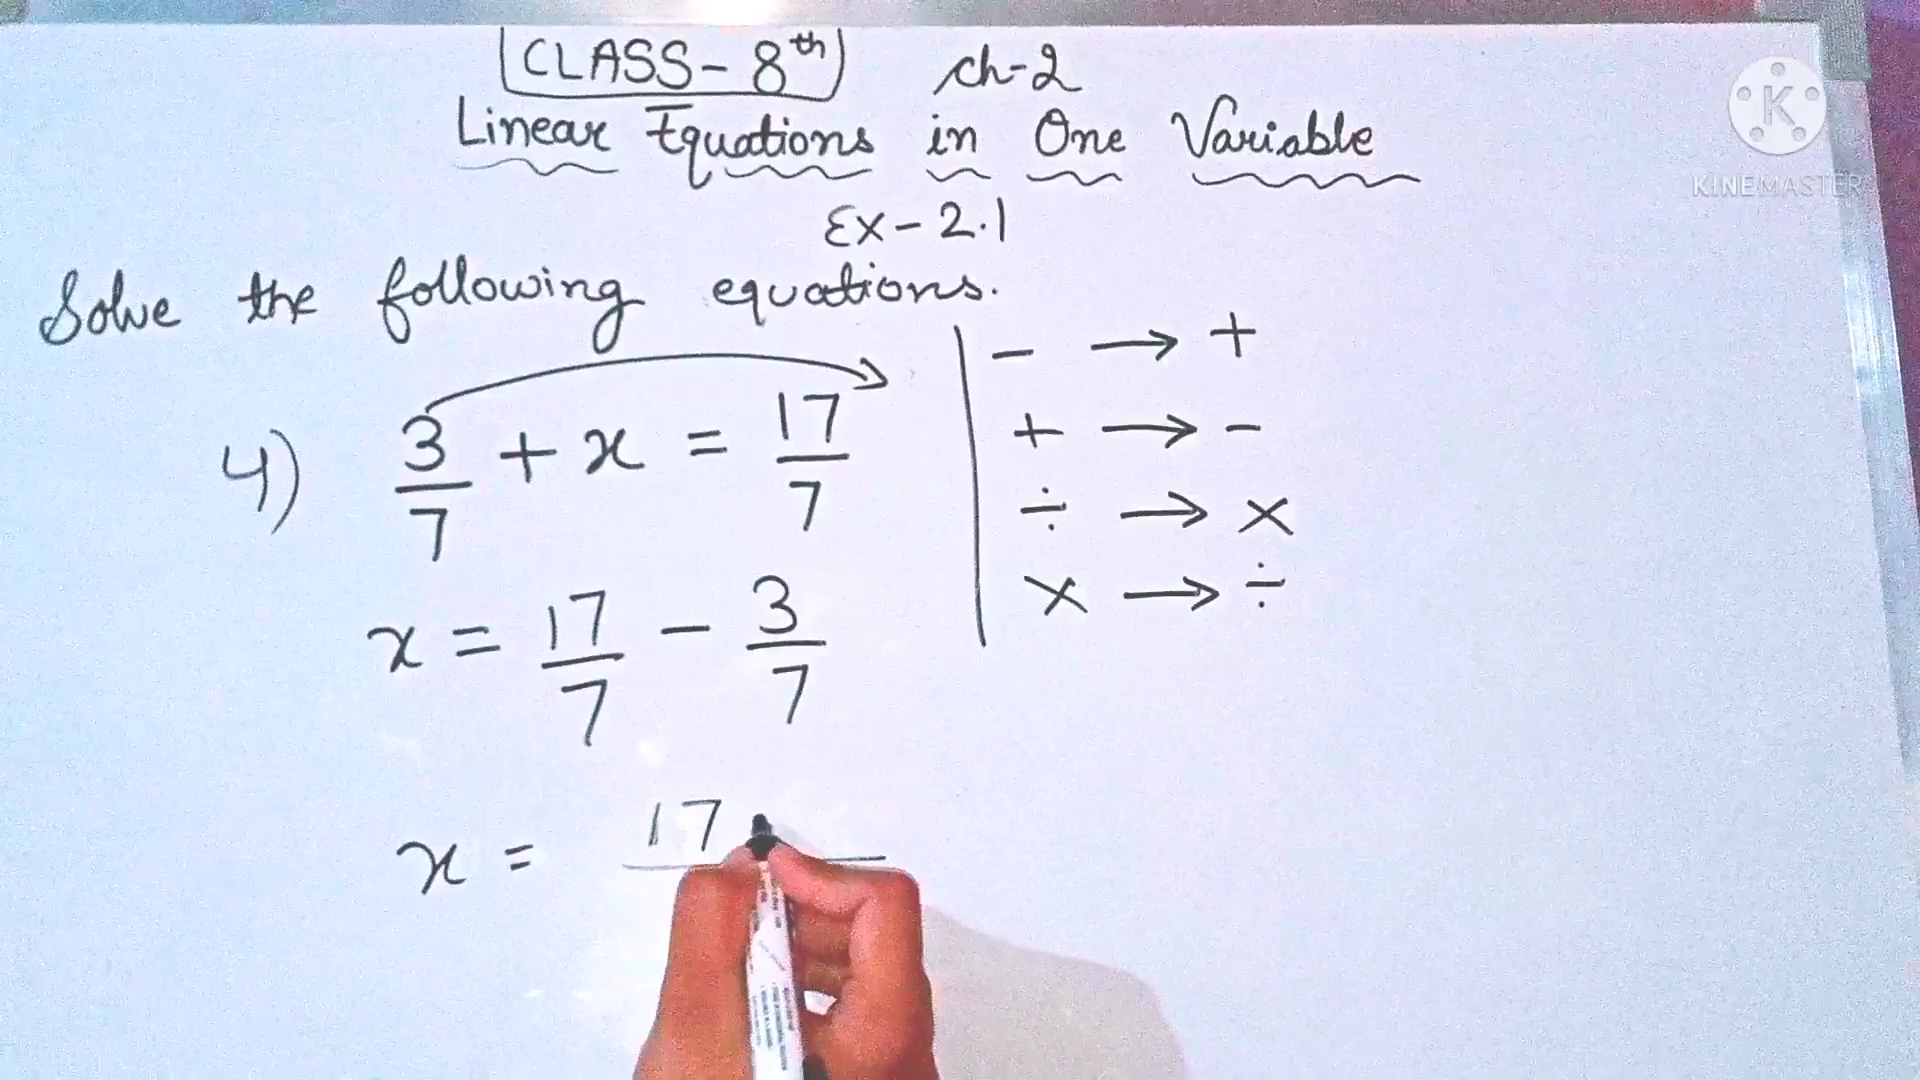 CLASS-8th ch-2
Linear Equations in One Variable
Ex-2.1
Solve the following equations.
4) 3/7 + x = 17/7
x = 17/7 - 3/7
x = 17
- → +
+ → -
÷ → ×
× → ÷
K
KINEMASTER